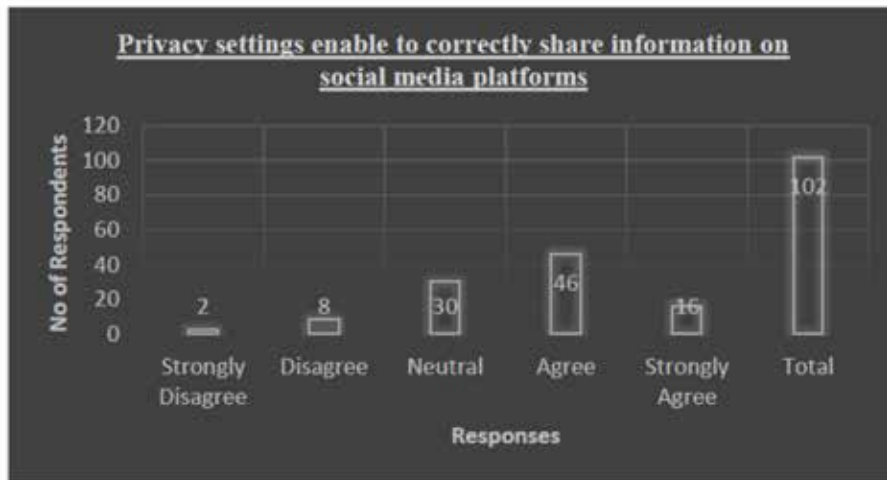 Privacy settings enable to correctly share information on
social media platforms
No of Respondents
120
100
80
60
40
20
0
2
8
30
46
16
102
Strongly
Disagree
Disagree
Neutral
Agree
Strongly
Agree
Total
Responses